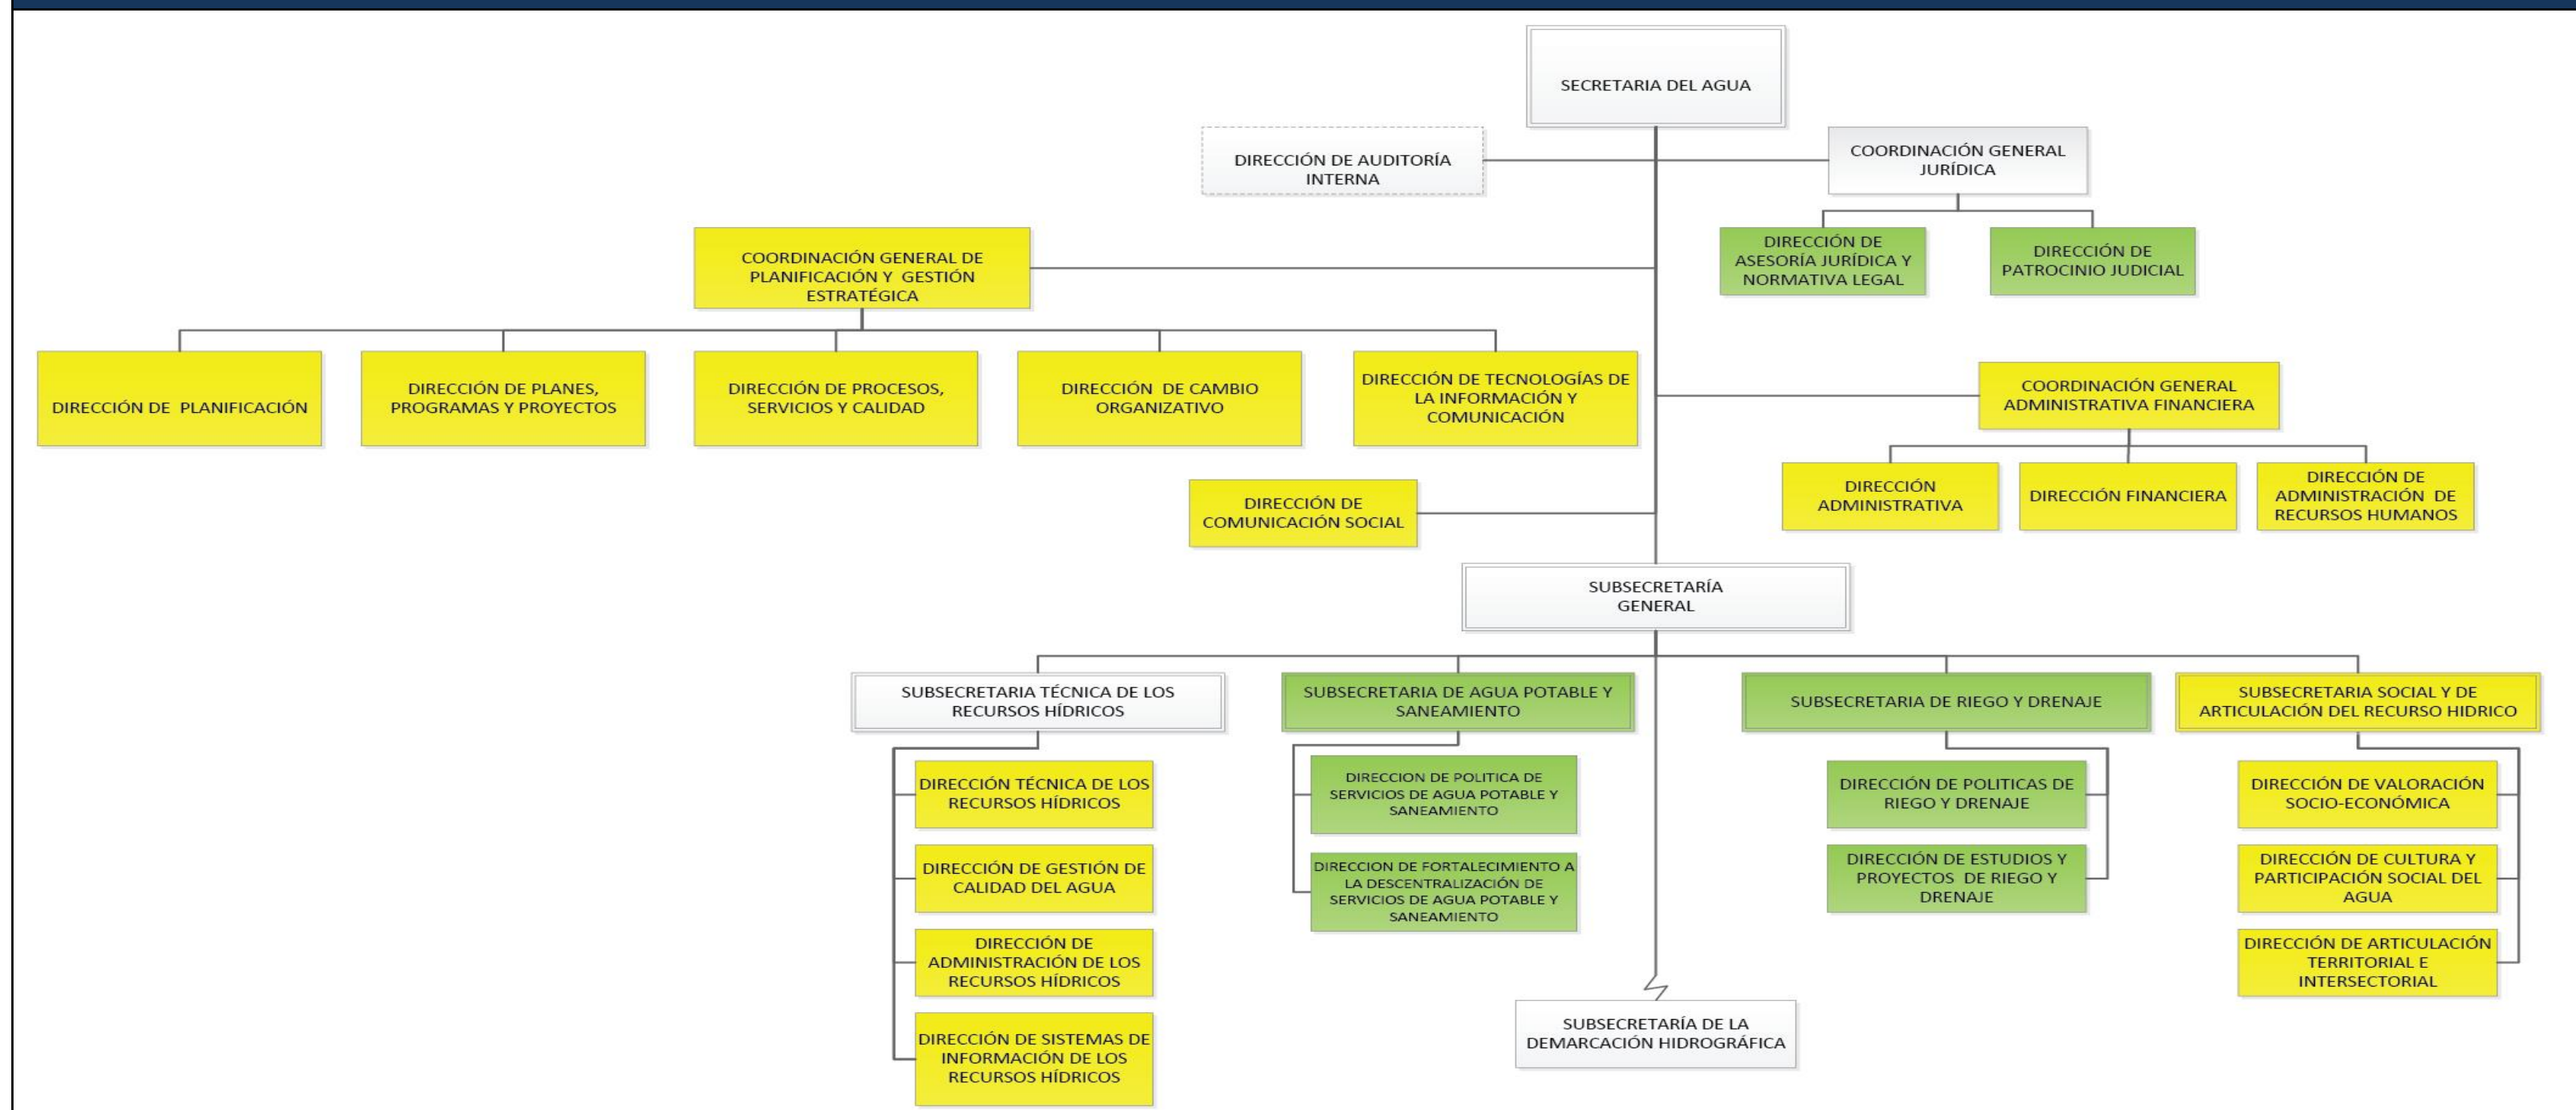 SECRETARIA DEL AGUA
DIRECCIÓN DE AUDITORÍA
INTERNA
COORDINACIÓN GENERAL
JURÍDICA
DIRECCIÓN DE
ASESORÍA JURÍDICA Y
NORMATIVA LEGAL
DIRECCIÓN DE
PATROCINIO JUDICIAL
COORDINACIÓN GENERAL DE
PLANIFICACIÓN Y GESTIÓN
ESTRATÉGICA
DIRECCIÓN DE PLANIFICACIÓN
DIRECCIÓN DE PLANES,
PROGRAMAS Y PROYECTOS
DIRECCIÓN DE PROCESOS,
SERVICIOS Y CALIDAD
DIRECCIÓN DE CAMBIO
ORGANIZATIVO
DIRECCIÓN DE TECNOLOGÍAS DE
LA INFORMACIÓN Y
COMUNICACIÓN
COORDINACIÓN GENERAL
ADMINISTRATIVA FINANCIERA
DIRECCIÓN
ADMINISTRATIVA
DIRECCIÓN FINANCIERA
DIRECCIÓN DE
ADMINISTRACIÓN DE
RECURSOS HUMANOS
DIRECCIÓN DE
COMUNICACIÓN SOCIAL
SUBSECRETARÍA
GENERAL
SUBSECRETARIA TÉCNICA DE LOS
RECURSOS HÍDRICOS
SUBSECRETARIA DE AGUA POTABLE Y
SANEAMIENTO
SUBSECRETARIA DE RIEGO Y DRENAJE
SUBSECRETARIA SOCIAL Y DE
ARTICULACIÓN DEL RECURSO HIDRICO
DIRECCIÓN TÉCNICA DE LOS
RECURSOS HÍDRICOS
DIRECCIÓN DE GESTIÓN DE
CALIDAD DEL AGUA
DIRECCIÓN DE
ADMINISTRACIÓN DE LOS
RECURSOS HÍDRICOS
DIRECCIÓN DE SISTEMAS DE
INFORMACIÓN DE LOS
RECURSOS HÍDRICOS
DIRECCION DE POLITICA DE
SERVICIOS DE AGUA POTABLE Y
SANEAMIENTO
DIRECCION DE FORTALECIMIENTO A
LA DESCENTRALIZACIÓN DE
SERVICIOS DE AGUA POTABLE Y
SANEAMIENTO
DIRECCIÓN DE POLITICAS DE
RIEGO Y DRENAJE
DIRECCIÓN DE ESTUDIOS Y
PROYECTOS DE RIEGO Y
DRENAJE
DIRECCIÓN DE VALORACIÓN
SOCIO-ECONÓMICA
DIRECCIÓN DE CULTURA Y
PARTICIPACIÓN SOCIAL DEL
AGUA
DIRECCIÓN DE ARTICULACIÓN
TERRITORIAL E
INTERSECTORIAL
SUBSECRETARÍA DE LA
DEMARCACIÓN HIDROGRÁFICA